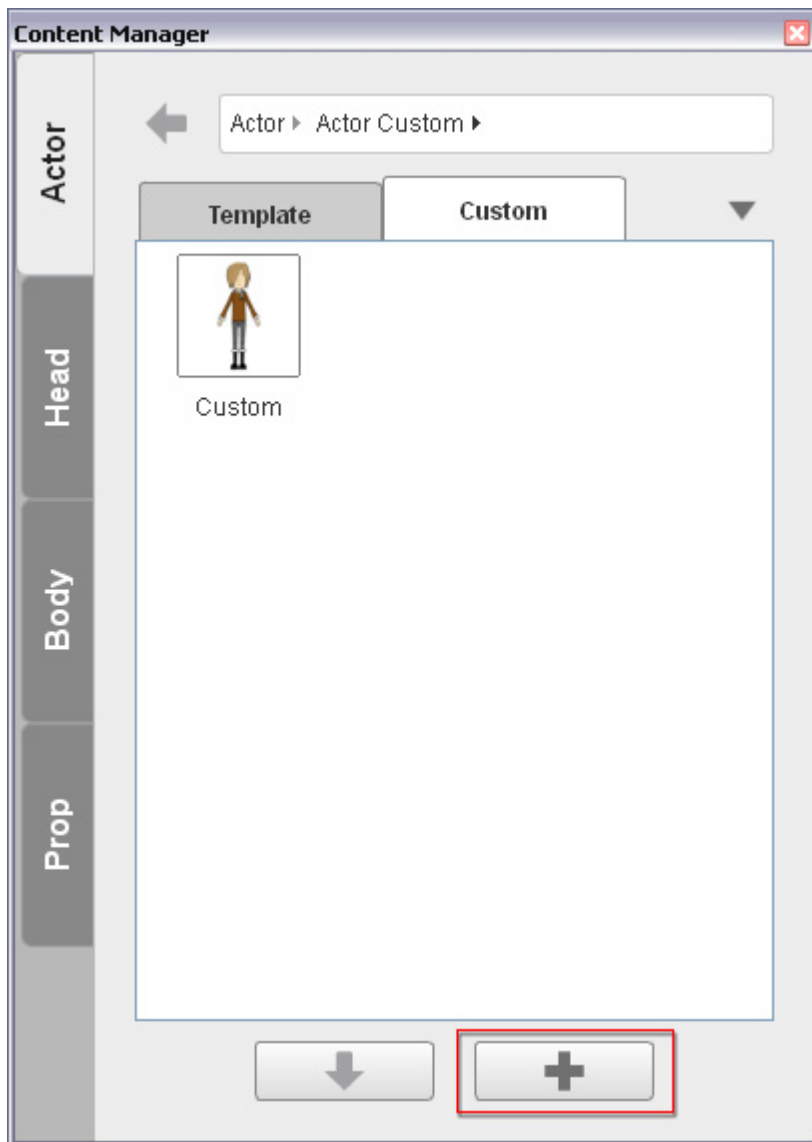 Content Manager
Actor
Actor Actor Custom
Template Custom
Custom
Head
Body
Prop